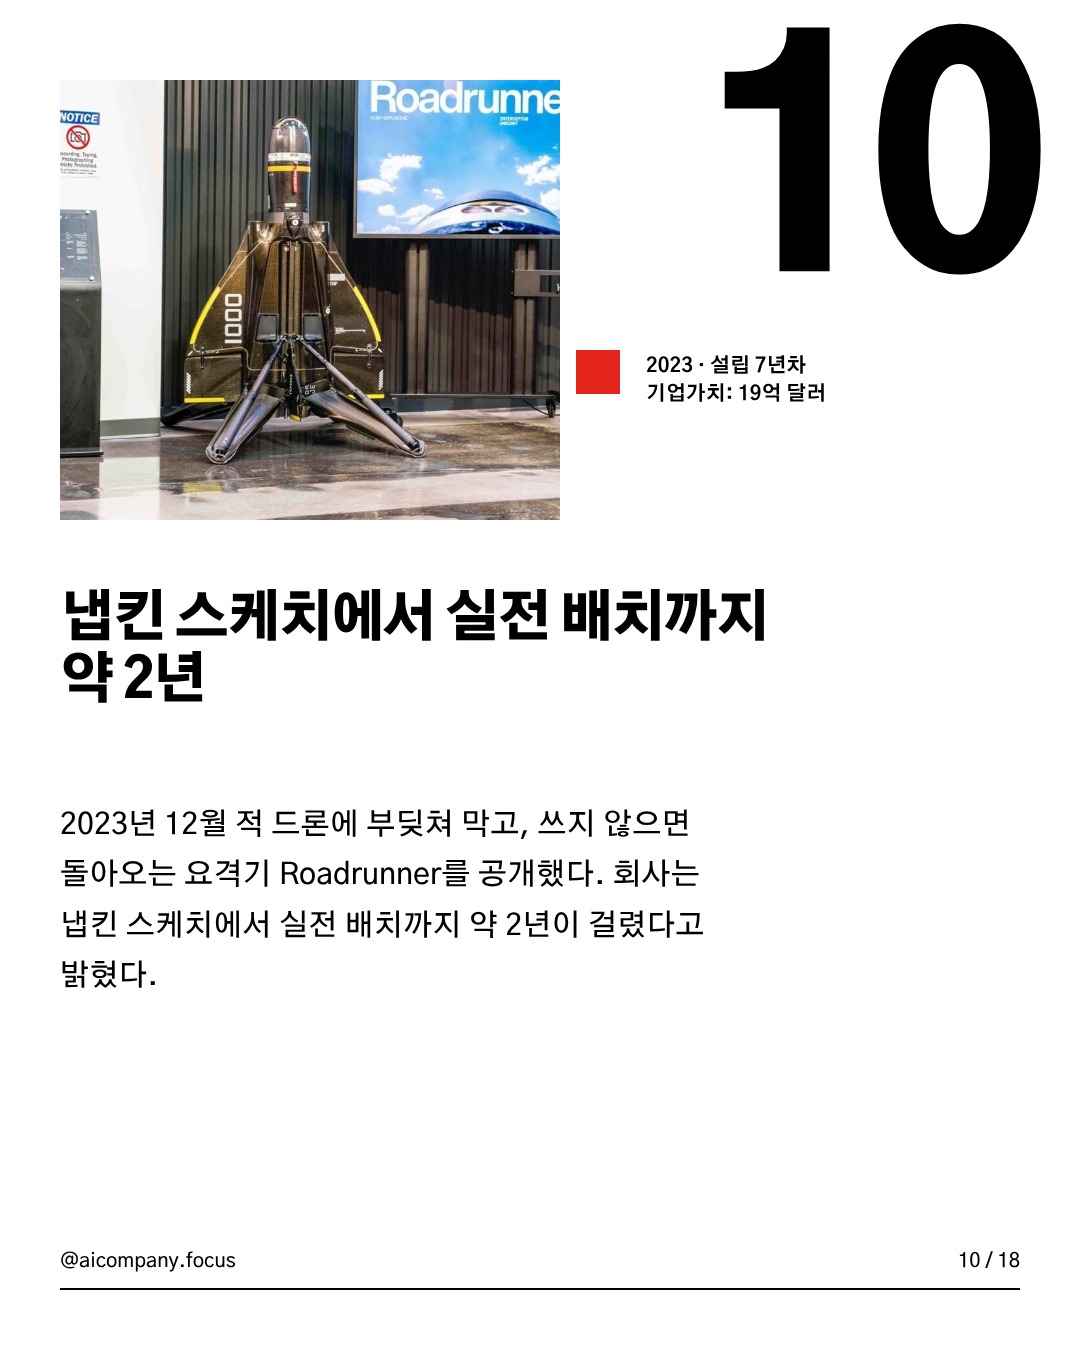 10
NOTICE
Roadrunne
1000
2023 · 설립 7년차
기업가치: 19억 달러
냅킨 스케치에서 실전 배치까지
약 2년
2023년 12월 적 드론에 부딪쳐 막고, 쓰지 않으면
돌아오는 요격기 Roadrunner를 공개했다. 회사는
냅킨 스케치에서 실전 배치까지 약 2년이 걸렸다고
밝혔다.
@aicompany.focus
10 / 18